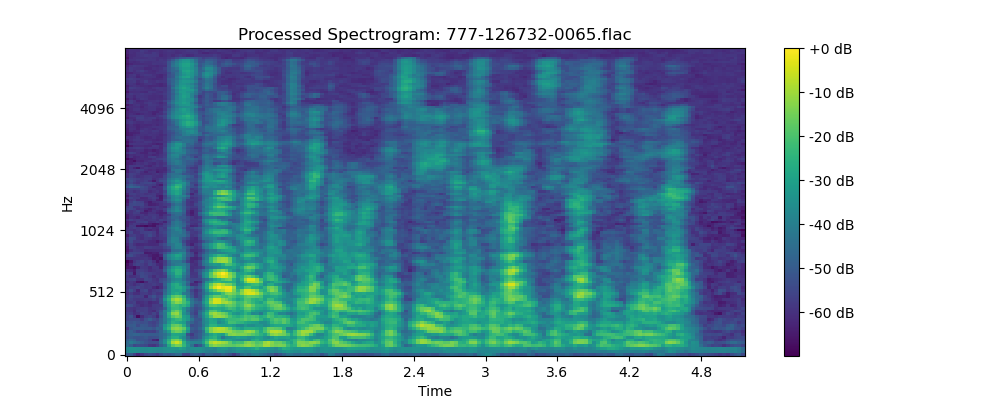 Processed Spectrogram: 777-126732-0065.flac
Hz
4096
2048
1024
512
0
0 0.6 1.2 1.8 2.4 3 3.6 4.2 4.8
Time
+0 dB
-10 dB
-20 dB
-30 dB
-40 dB
-50 dB
-60 dB